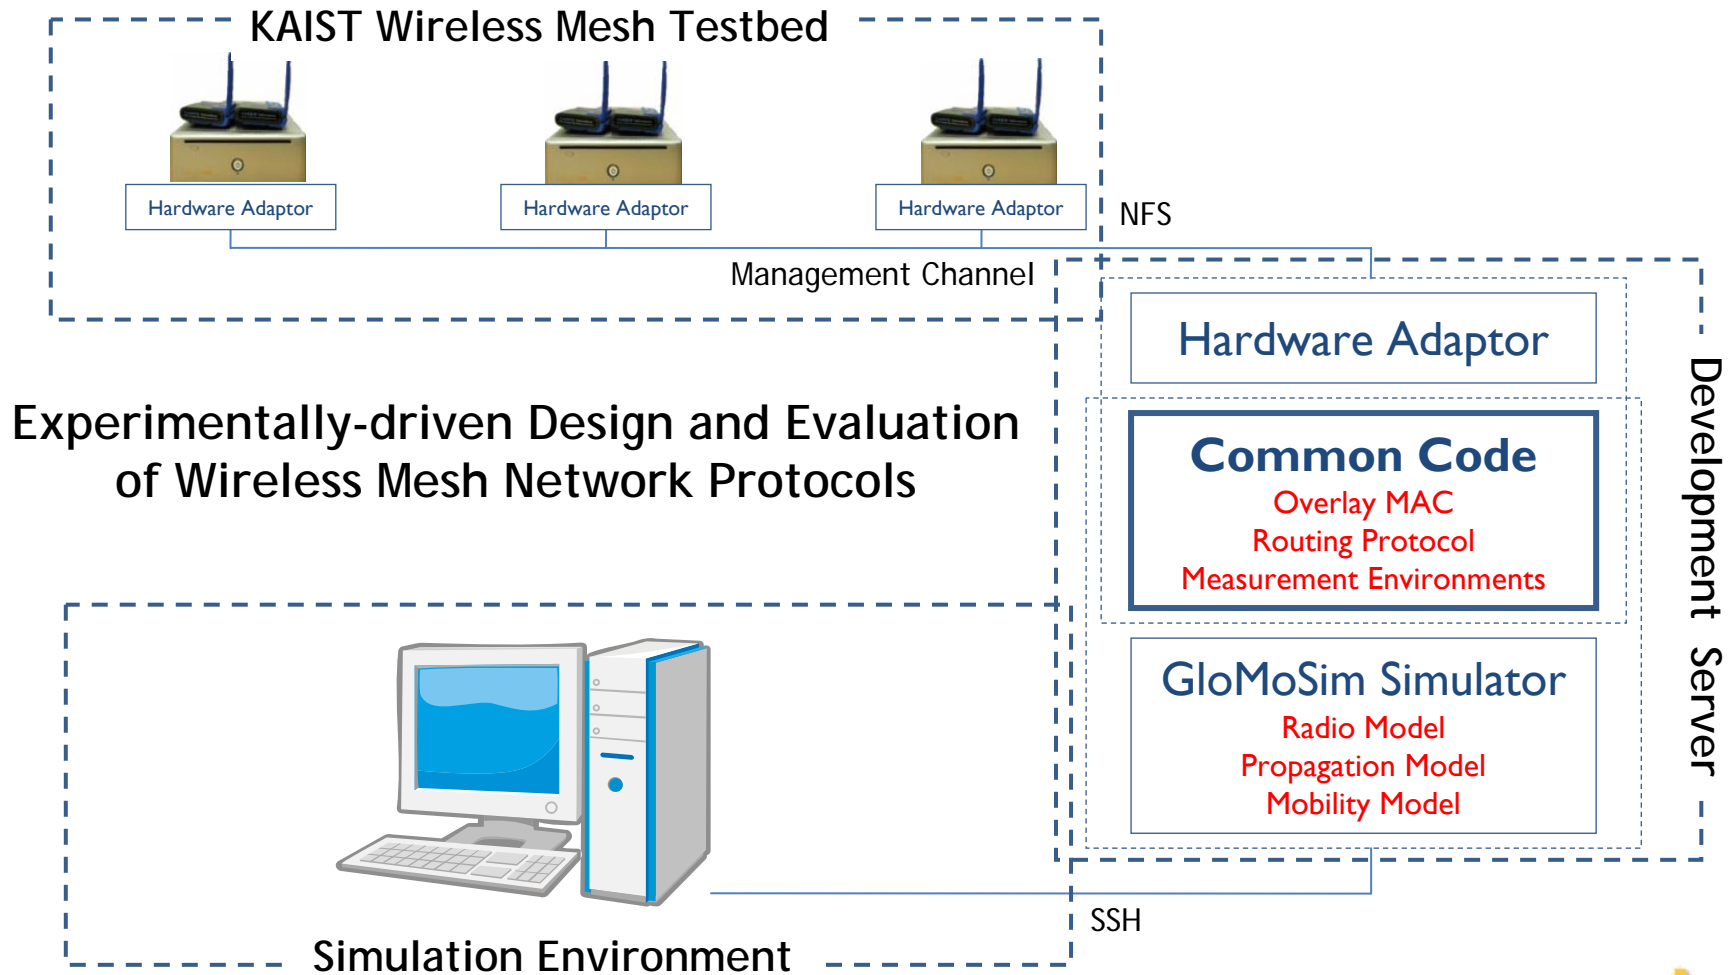 KAIST Wireless Mesh Testbed
Hardware Adaptor
Hardware Adaptor
Hardware Adaptor
NFS
Management Channel
Hardware Adaptor
Common Code
Overlay MAC
Routing Protocol
Measurement Environments
GloMoSim Simulator
Radio Model
Propagation Model
Mobility Model
Development Server
Experimentally-driven Design and Evaluation
of Wireless Mesh Network Protocols
SSH
Simulation Environment